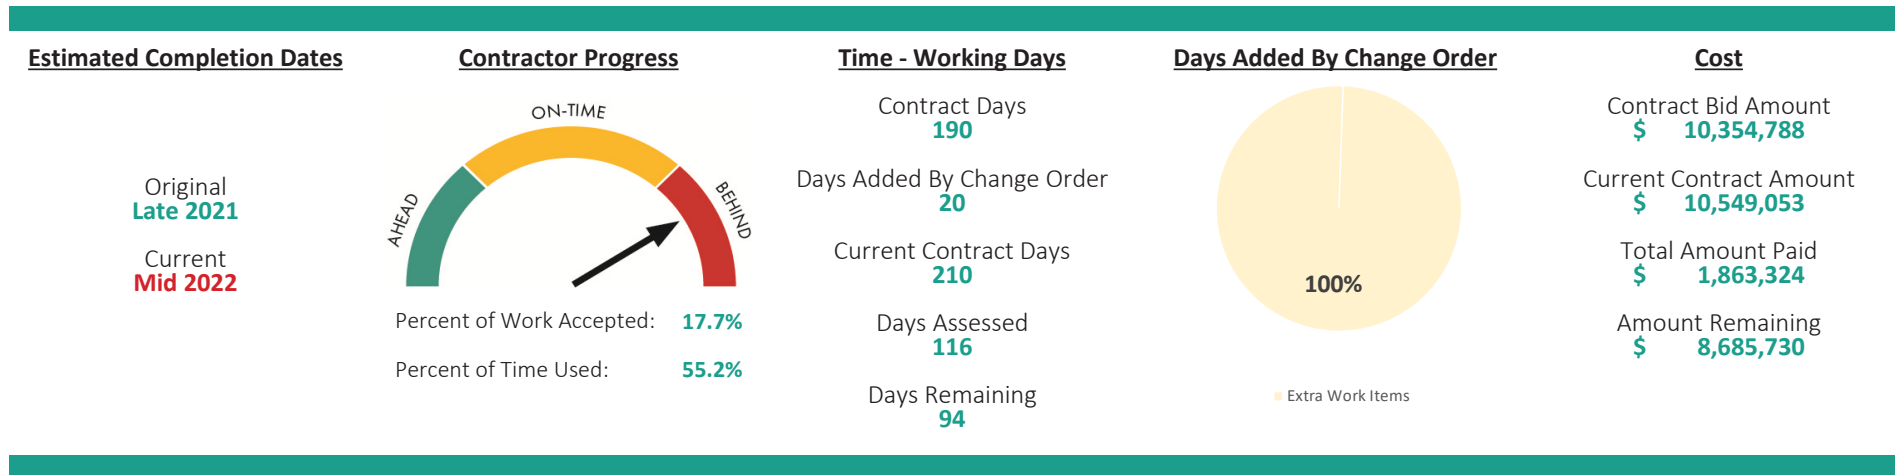 Estimated Completion Dates
Original
Late 2021
Current
Mid 2022
Contractor Progress
ON-TIME
AHEAD
BEHIND
Percent of Work Accepted: 17.7%
Percent of Time Used: 55.2%
Time - Working Days
Contract Days
190
Days Added By Change Order
20
Current Contract Days
210
Days Assessed
116
Days Remaining
94
Days Added By Change Order
100%
Extra Work Items
Cost
Contract Bid Amount
$ 10,354,788
Current Contract Amount
$ 10,549,053
Total Amount Paid
$ 1,863,324
Amount Remaining
$ 8,685,730